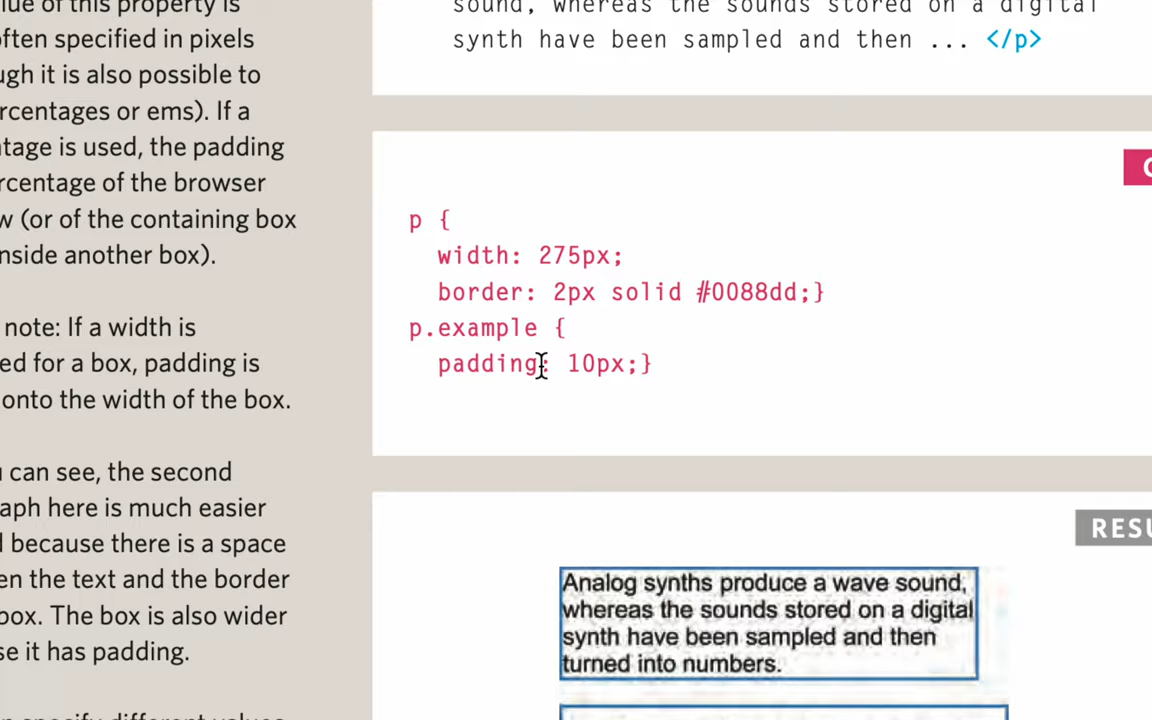 lue of this property is
often specified in pixels
ugh it is also possible to
rcentages or ems). If a
ntage is used, the padding
rcentage of the browser
w (or of the containing box
nside another box).
note: If a width is
ed for a box, padding is
onto the width of the box.
u can see, the second
aph here is much easier
d because there is a space
en the text and the border
box. The box is also wider
se it has padding.
n specify different values
sound, whereas the sounds stored on a digital
synth have been sampled and then ... </p>
p {
width: 275px;
border: 2px solid #0088dd;}
p.example {
padding: 10px;}
RESU
Analog synths produce a wave sound,
whereas the sounds stored on a digital
synth have been sampled and then
turned into numbers.